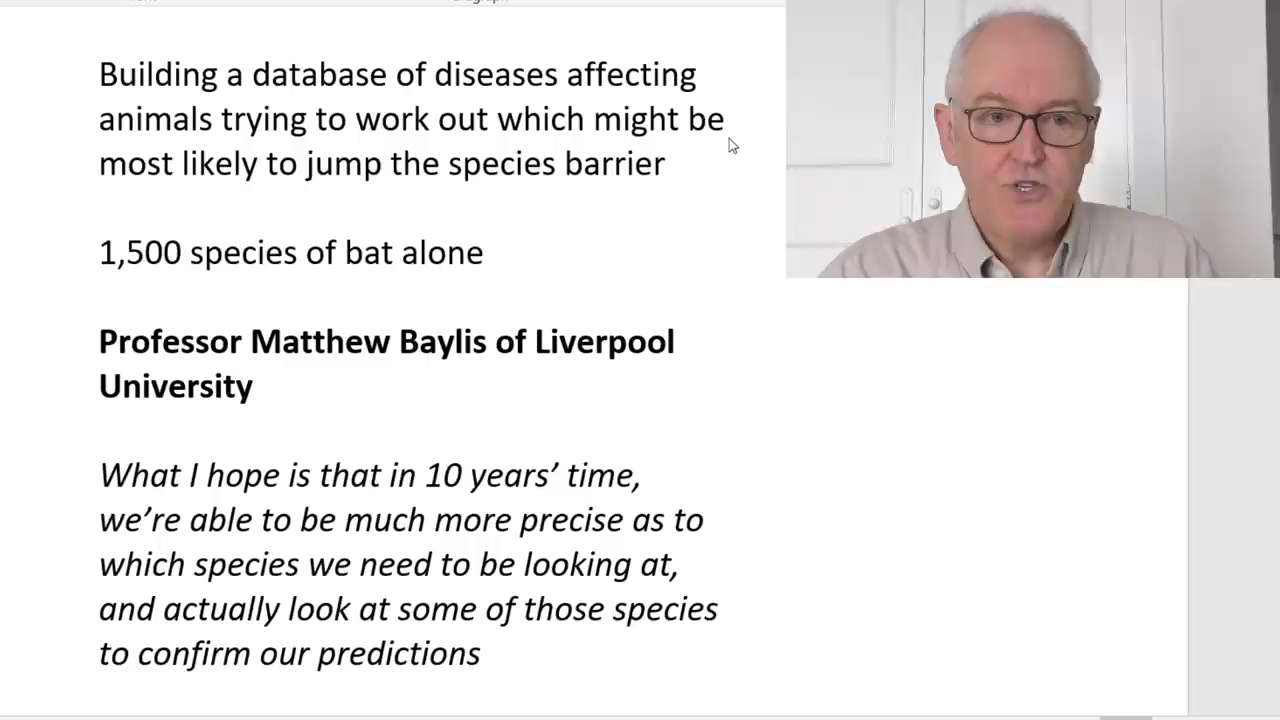 Building a database of diseases affecting
animals trying to work out which might be
most likely to jump the species barrier
1,500 species of bat alone
Professor Matthew Baylis of Liverpool
University
What I hope is that in 10 years’ time,
we’re able to be much more precise as to
which species we need to be looking at,
and actually look at some of those species
to confirm our predictions